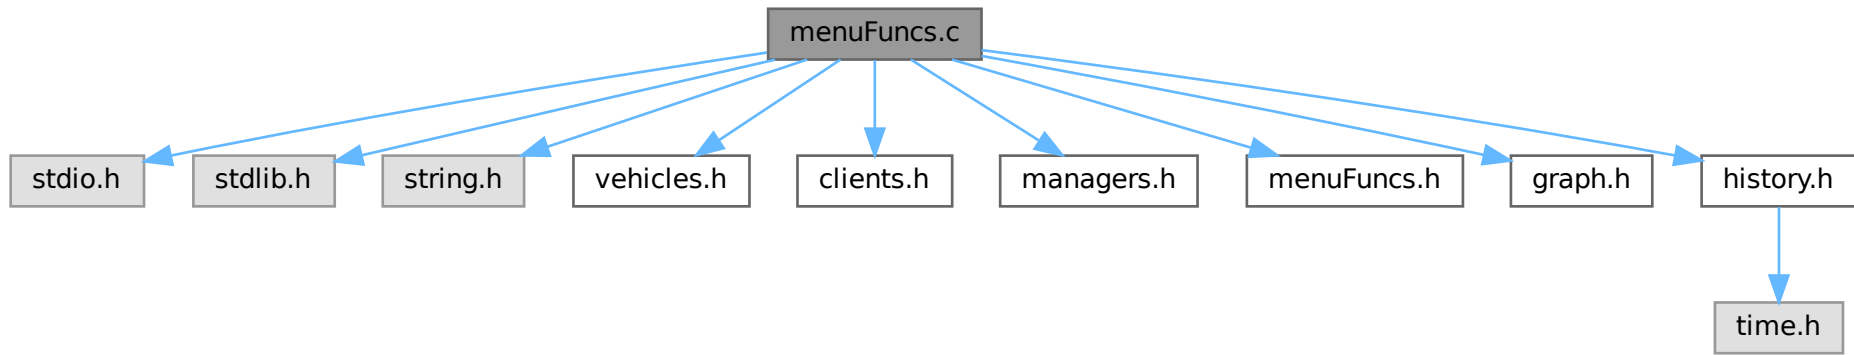 menuFuncs.c
stdio.h
stdlib.h
string.h
vehicles.h
clients.h
managers.h
menuFuncs.h
graph.h
history.h
time.h